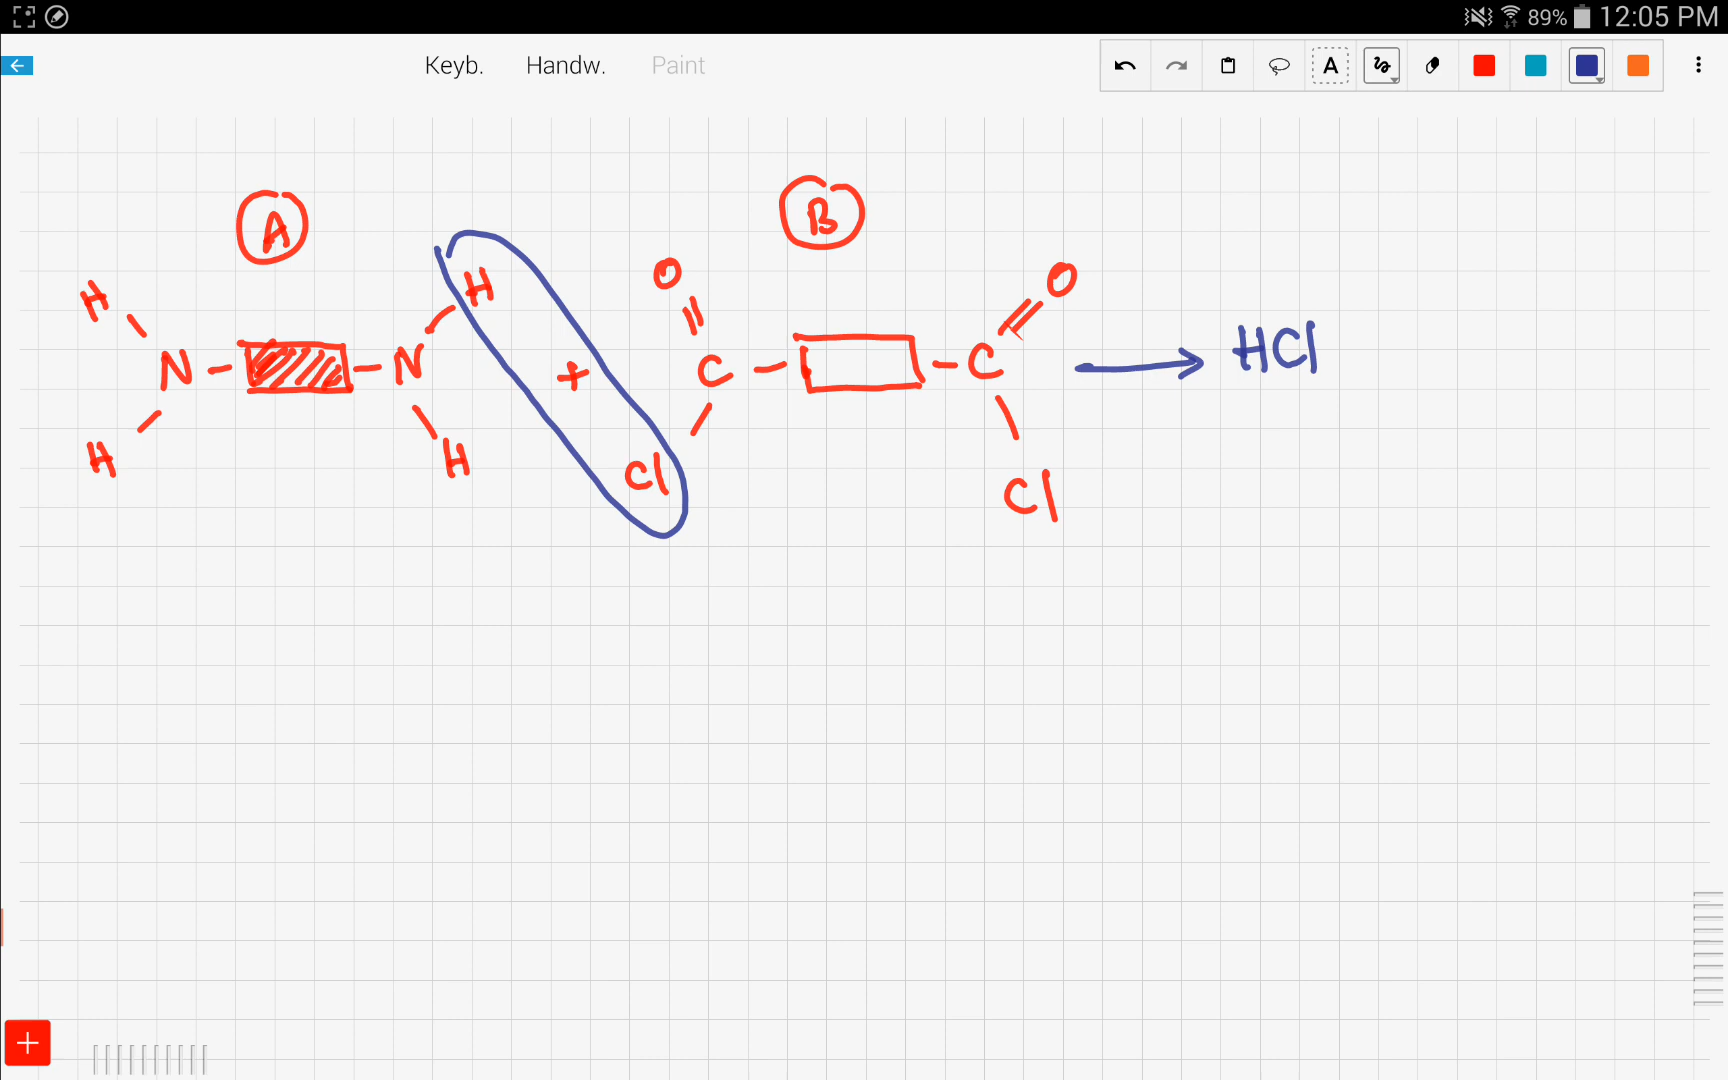 89% 12:05 PM
Keyb. Handw. Paint A
A B
H H O O
N N + C C HCl
H H Cl Cl